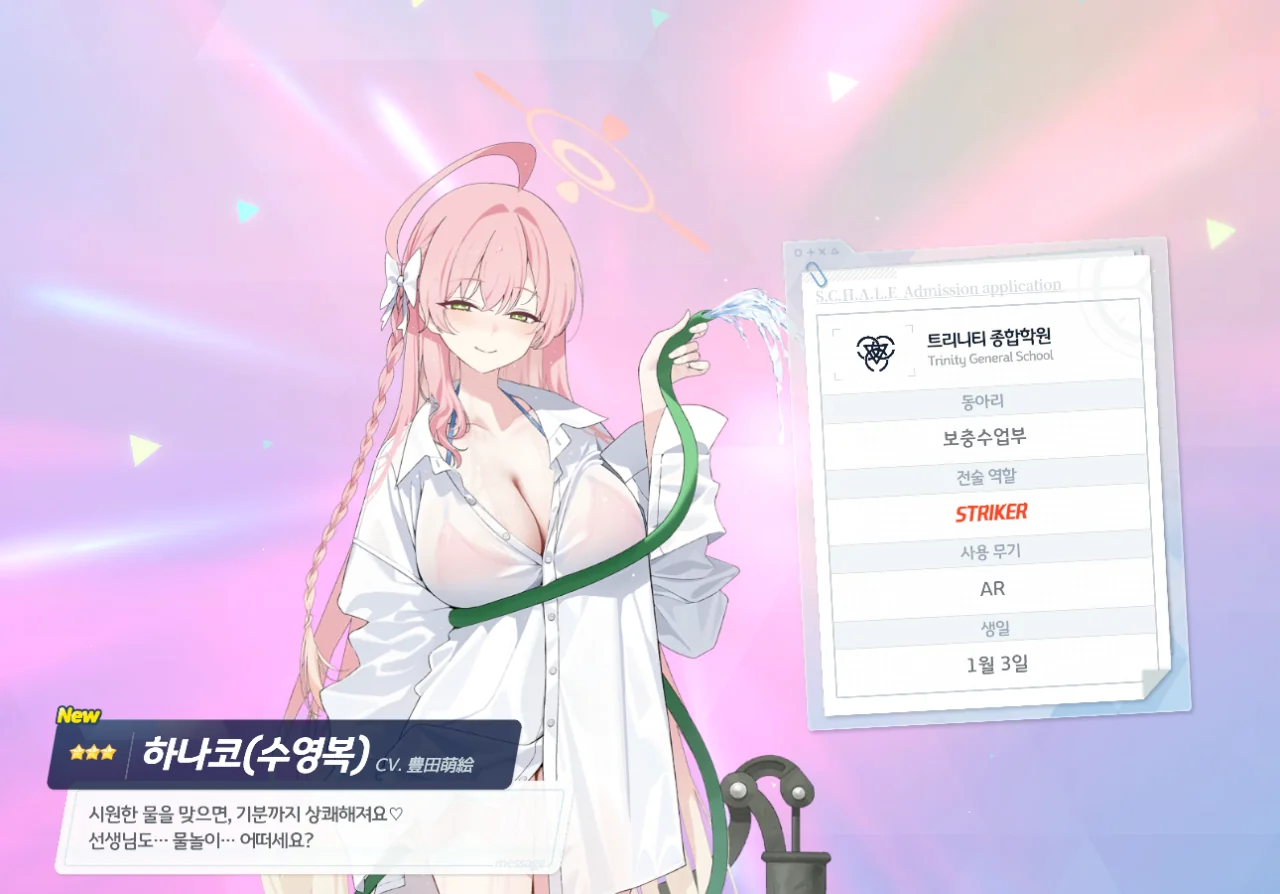 S.C.H.A.L.E Admission application
트리니티 종합학원
Trinity General School
동아리
보충수업부
전술 역할
STRIKER
사용 무기
AR
생일
1월 3일
New
하나코(수영복) CV. 豊田萌絵
시원한 물을 맞으면, 기분까지 상쾌해져요♡
선생님도… 물놀이… 어떠세요?
message